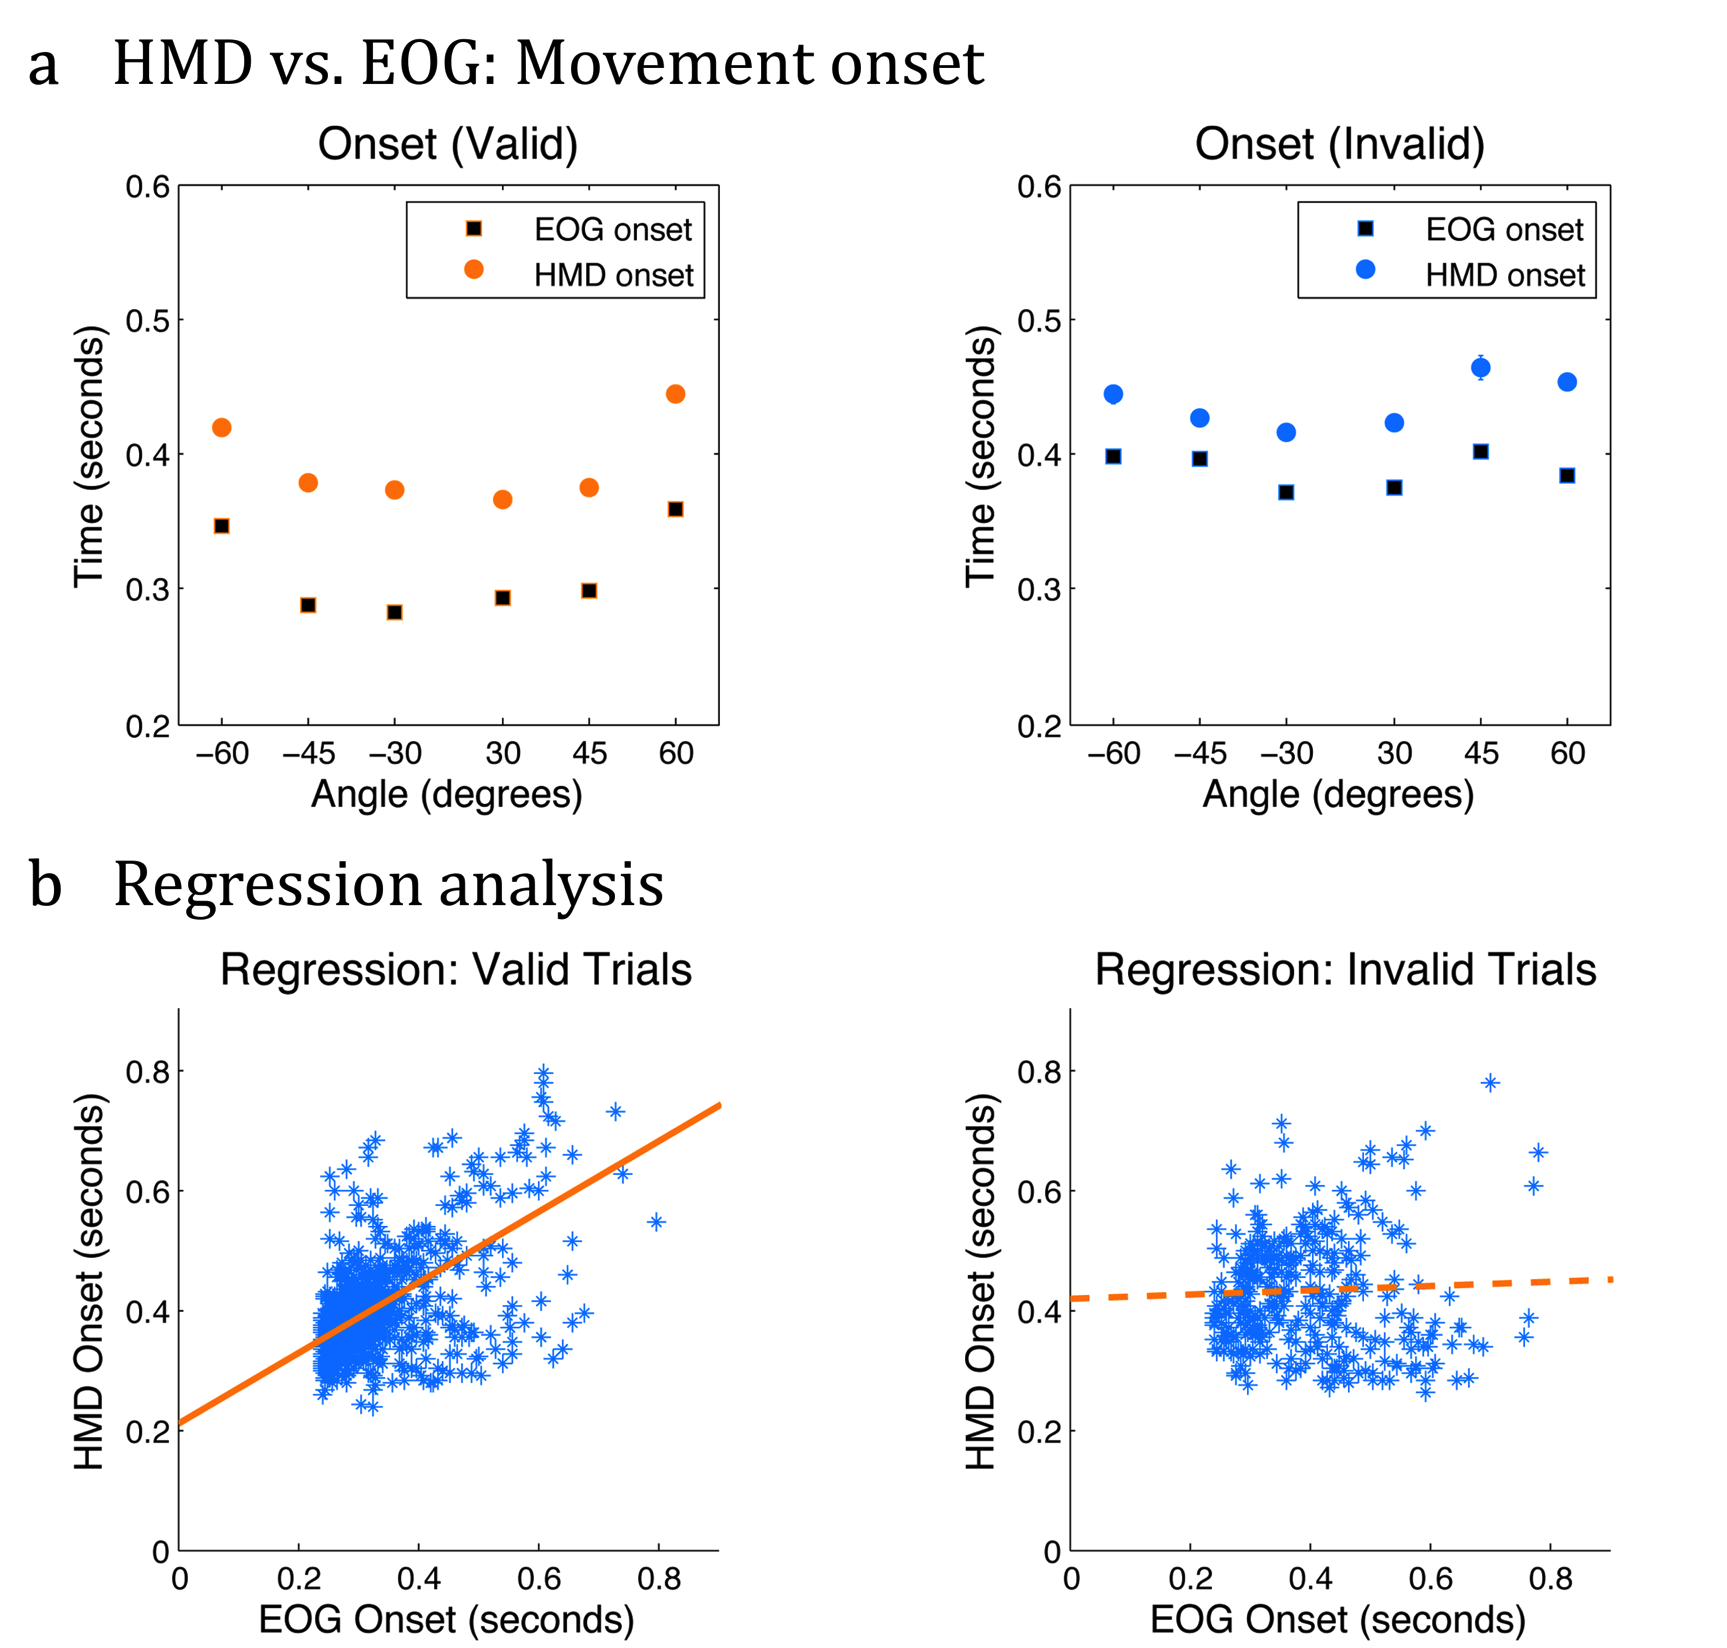 a HMD vs. EOG: Movement onset
Onset (Valid)
0.6
0.5
0.4
0.3
0.2
Time (seconds)
EOG onset
HMD onset
−60 −45 −30 30 45 60
Angle (degrees)
Onset (Invalid)
0.6
0.5
0.4
0.3
0.2
Time (seconds)
EOG onset
HMD onset
−60 −45 −30 30 45 60
Angle (degrees)
b Regression analysis
Regression: Valid Trials
0.8
0.6
0.4
0.2
0
HMD Onset (seconds)
0 0.2 0.4 0.6 0.8
EOG Onset (seconds)
Regression: Invalid Trials
0.8
0.6
0.4
0.2
0
HMD Onset (seconds)
0 0.2 0.4 0.6 0.8
EOG Onset (seconds)